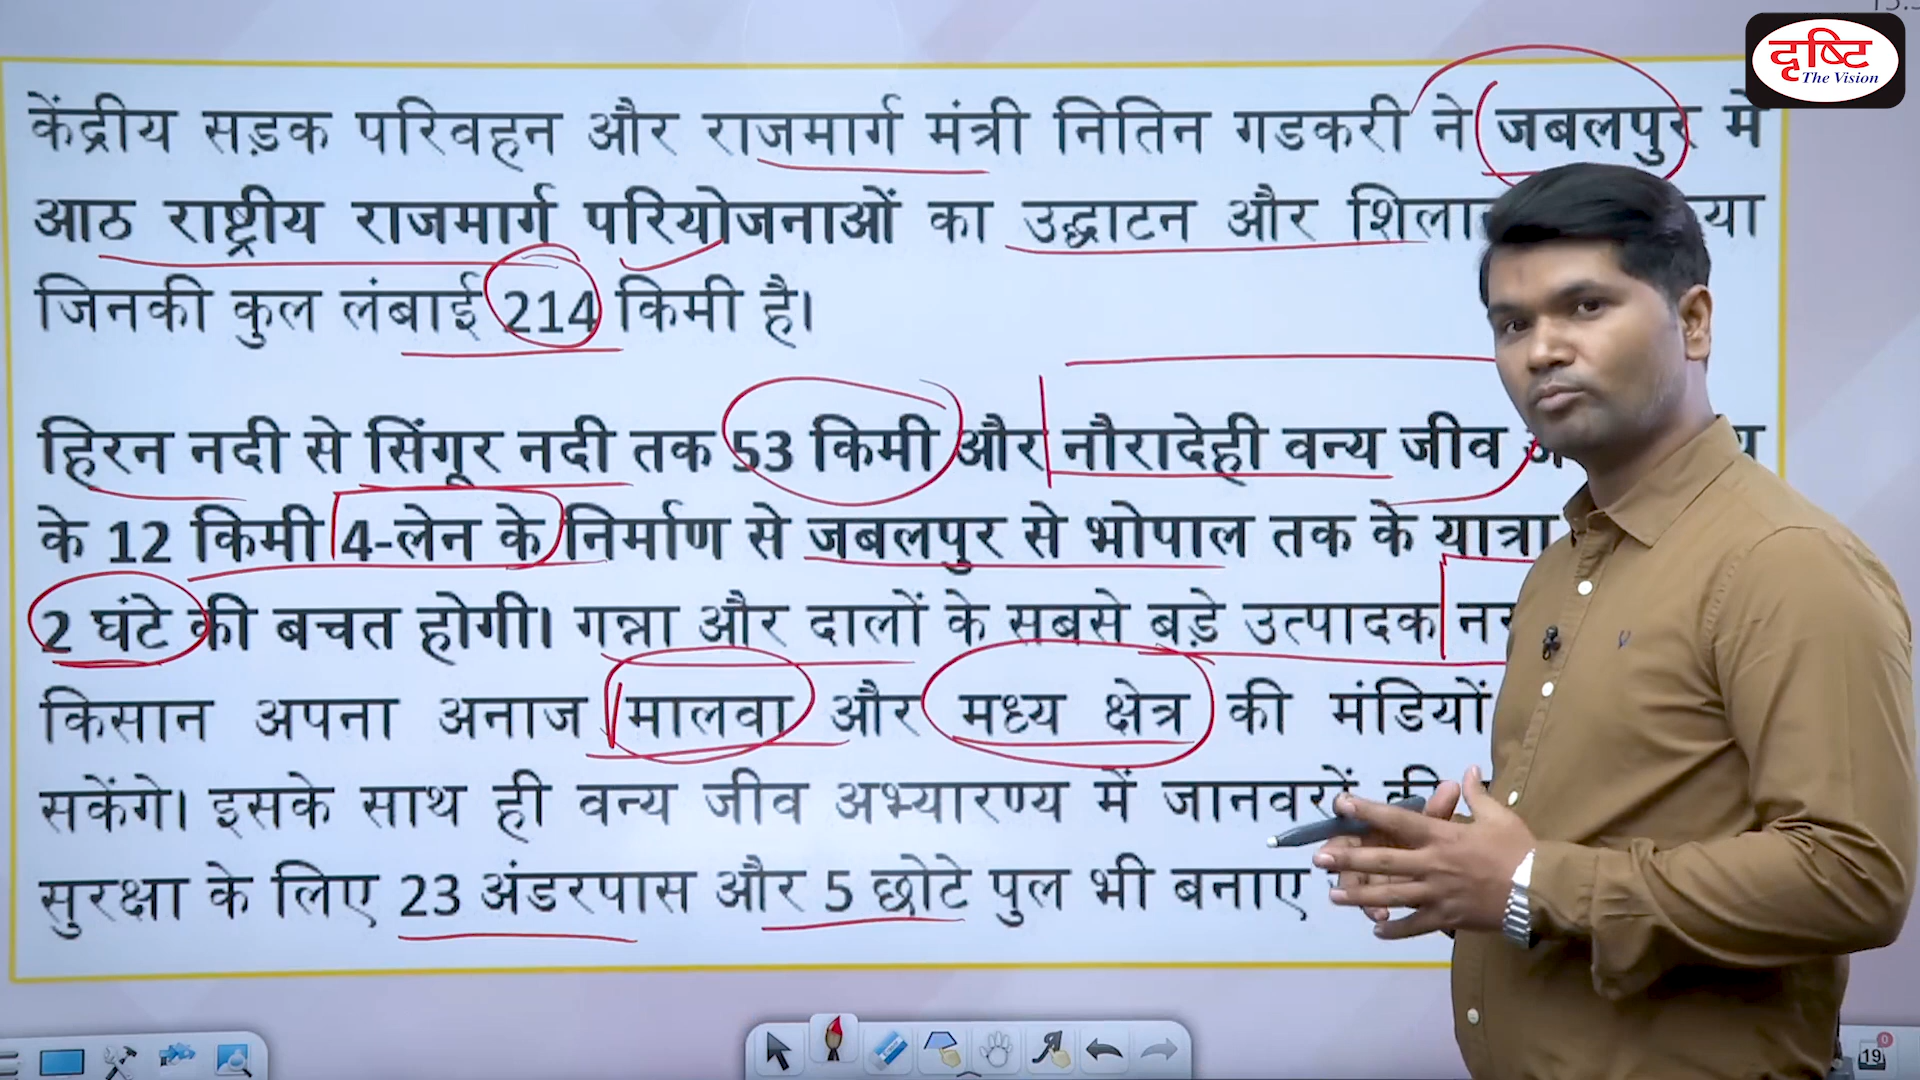 दृष्टि
The Vision
केंद्रीय सड़क परिवहन और राजमार्ग मंत्री नितिन गडकरी ने जबलपुर में
आठ राष्ट्रीय राजमार्ग परियोजनाओं का उद्घाटन और
जिनकी कुल लंबाई 214 किमी है।
हिरन नदी से सिंगूर नदी तक 53 किमी और नौरादेही वन्य जीव
के 12 किमी 4-लेन के निर्माण से जबलपुर से भोपाल तक के यात्रा
2 घंटे की बचत होगी। गन्ना और दालों के सबसे बड़े उत्पादक
किसान अपना अनाज मालवा और मध्य क्षेत्र की मंडियों
सकेंगे। इसके साथ ही वन्य जीव अभ्यारण्य में जानवरों की
सुरक्षा के लिए 23 अंडरपास और 5 छोटे पुल भी बनाए
19
0